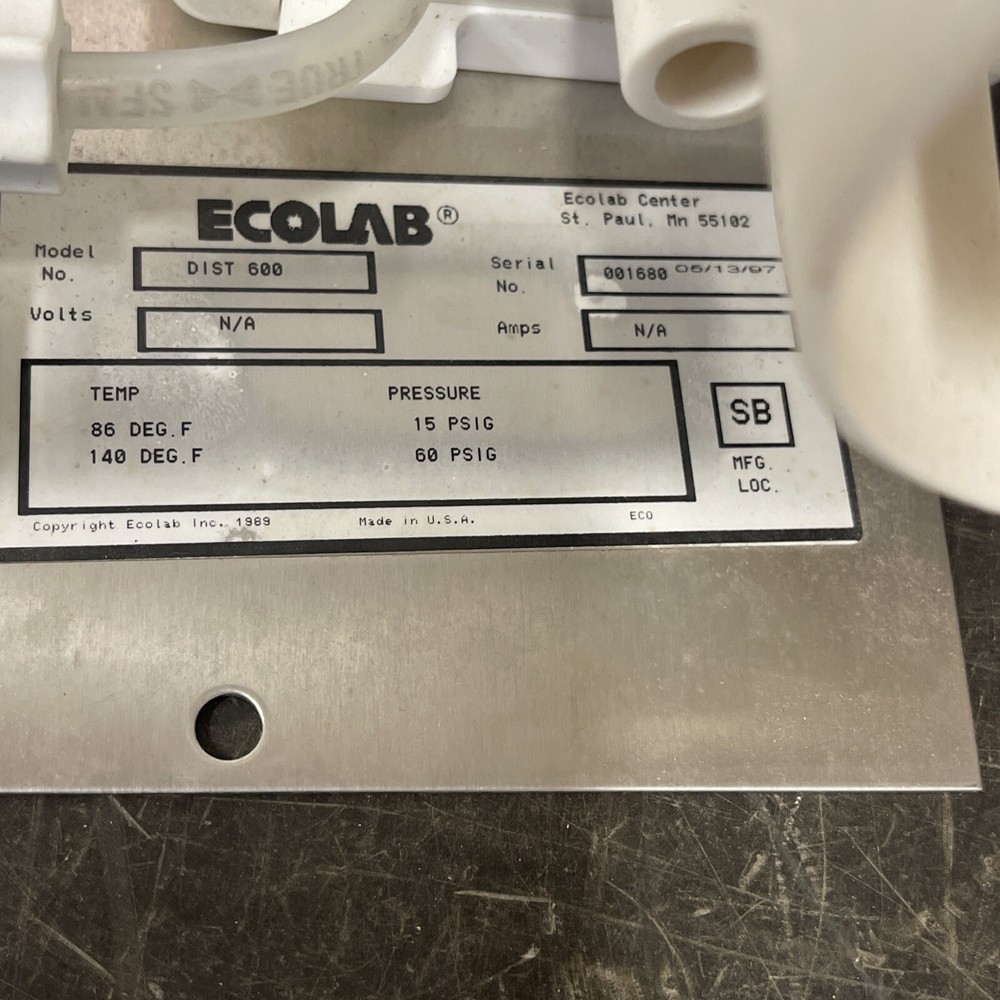 ECOLAB®
Ecolab Center
St. Paul, Mn 55102
Model No.
DIST 600
Serial No.
001680 05/13/97
Volts
N/A
Amps
N/A
TEMP PRESSURE
86 DEG.F 15 PSIG
140 DEG.F 60 PSIG
SB
MFG.
LOC.
Copyright Ecolab Inc. 1989 Made in U.S.A. ECO